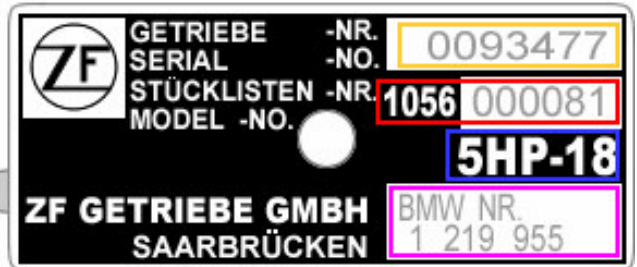 ZF
GETRIEBE -NR. 0093477
SERIAL -NO.
STÜCKLISTEN -NR. 1056 000081
MODEL -NO.
5HP-18
ZF GETRIEBE GMBH
SAARBRÜCKEN
BMW NR.
1 219 955